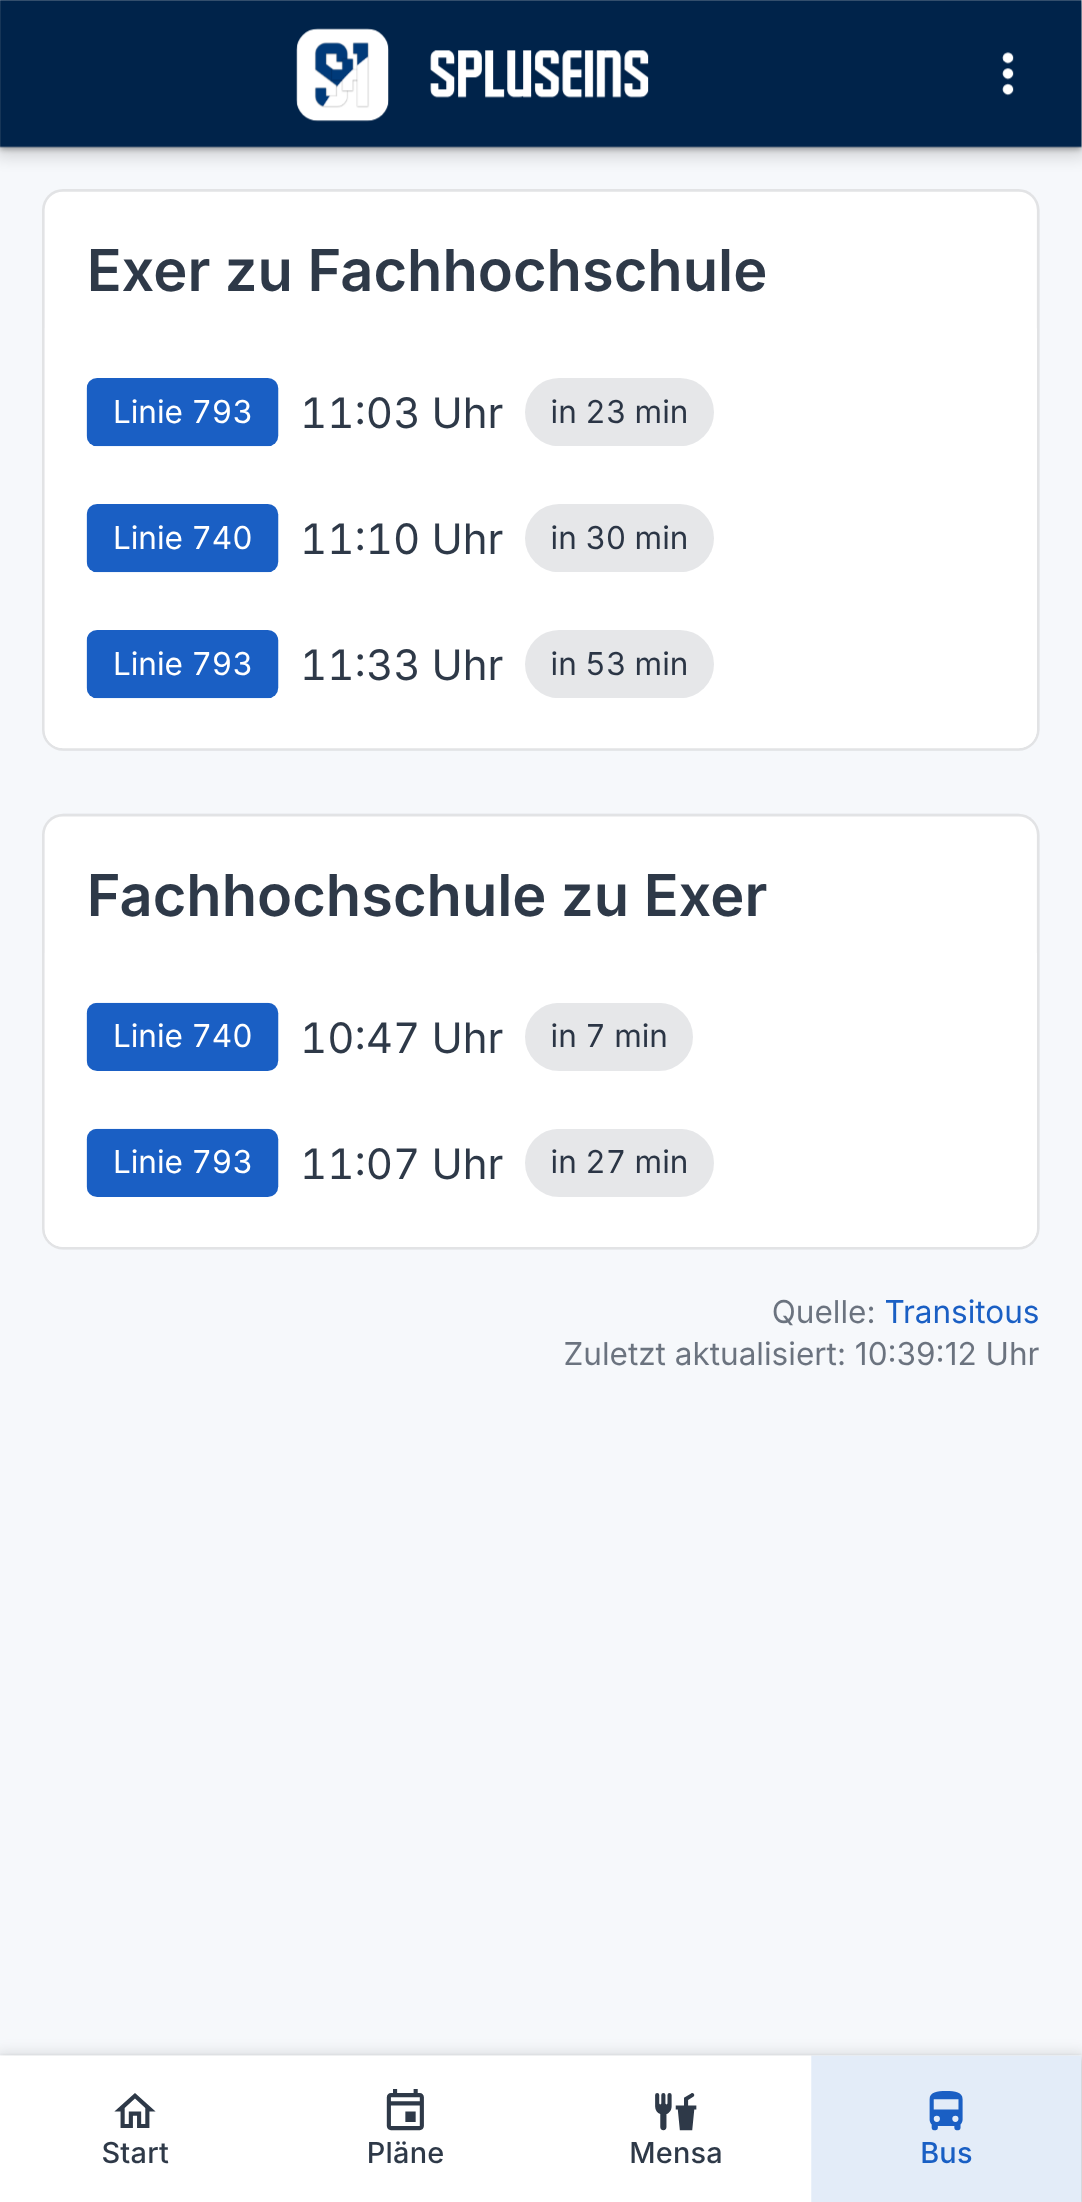 SPLUSEINS
Exer zu Fachhochschule
Linie 793 11:03 Uhr in 23 min
Linie 740 11:10 Uhr in 30 min
Linie 793 11:33 Uhr in 53 min
Fachhochschule zu Exer
Linie 740 10:47 Uhr in 7 min
Linie 793 11:07 Uhr in 27 min
Quelle: Transitous
Zuletzt aktualisiert: 10:39:12 Uhr
Start Pläne Mensa Bus